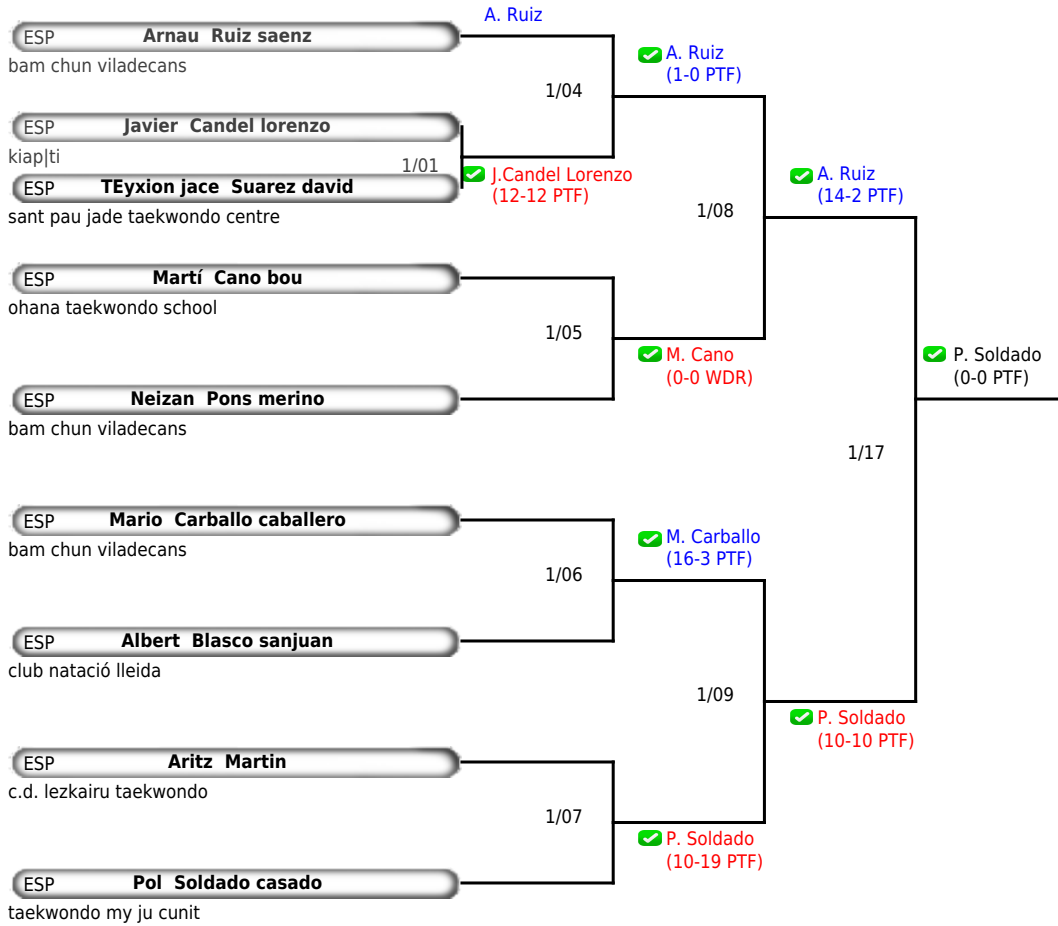 A. Ruiz
ESP Arnau Ruiz saenz
bam chun viladecans
A. Ruiz
(1-0 PTF)
1/04
ESP Javier Candel lorenzo
kiap|ti
1/01
J.Candel Lorenzo
(12-12 PTF)
ESP TEyxion jace Suarez david
sant pau jade taekwondo centre
A. Ruiz
(14-2 PTF)
1/08
ESP Martí Cano bou
ohana taekwondo school
1/05
M. Cano
(0-0 WDR)
P. Soldado
(0-0 PTF)
ESP Neizan Pons merino
bam chun viladecans
1/17
ESP Mario Carballo caballero
bam chun viladecans
M. Carballo
(16-3 PTF)
1/06
ESP Albert Blasco sanjuan
club natació lleida
1/09
P. Soldado
(10-10 PTF)
ESP Aritz Martin
c.d. lezkairu taekwondo
1/07
P. Soldado
(10-19 PTF)
ESP Pol Soldado casado
taekwondo my ju cunit